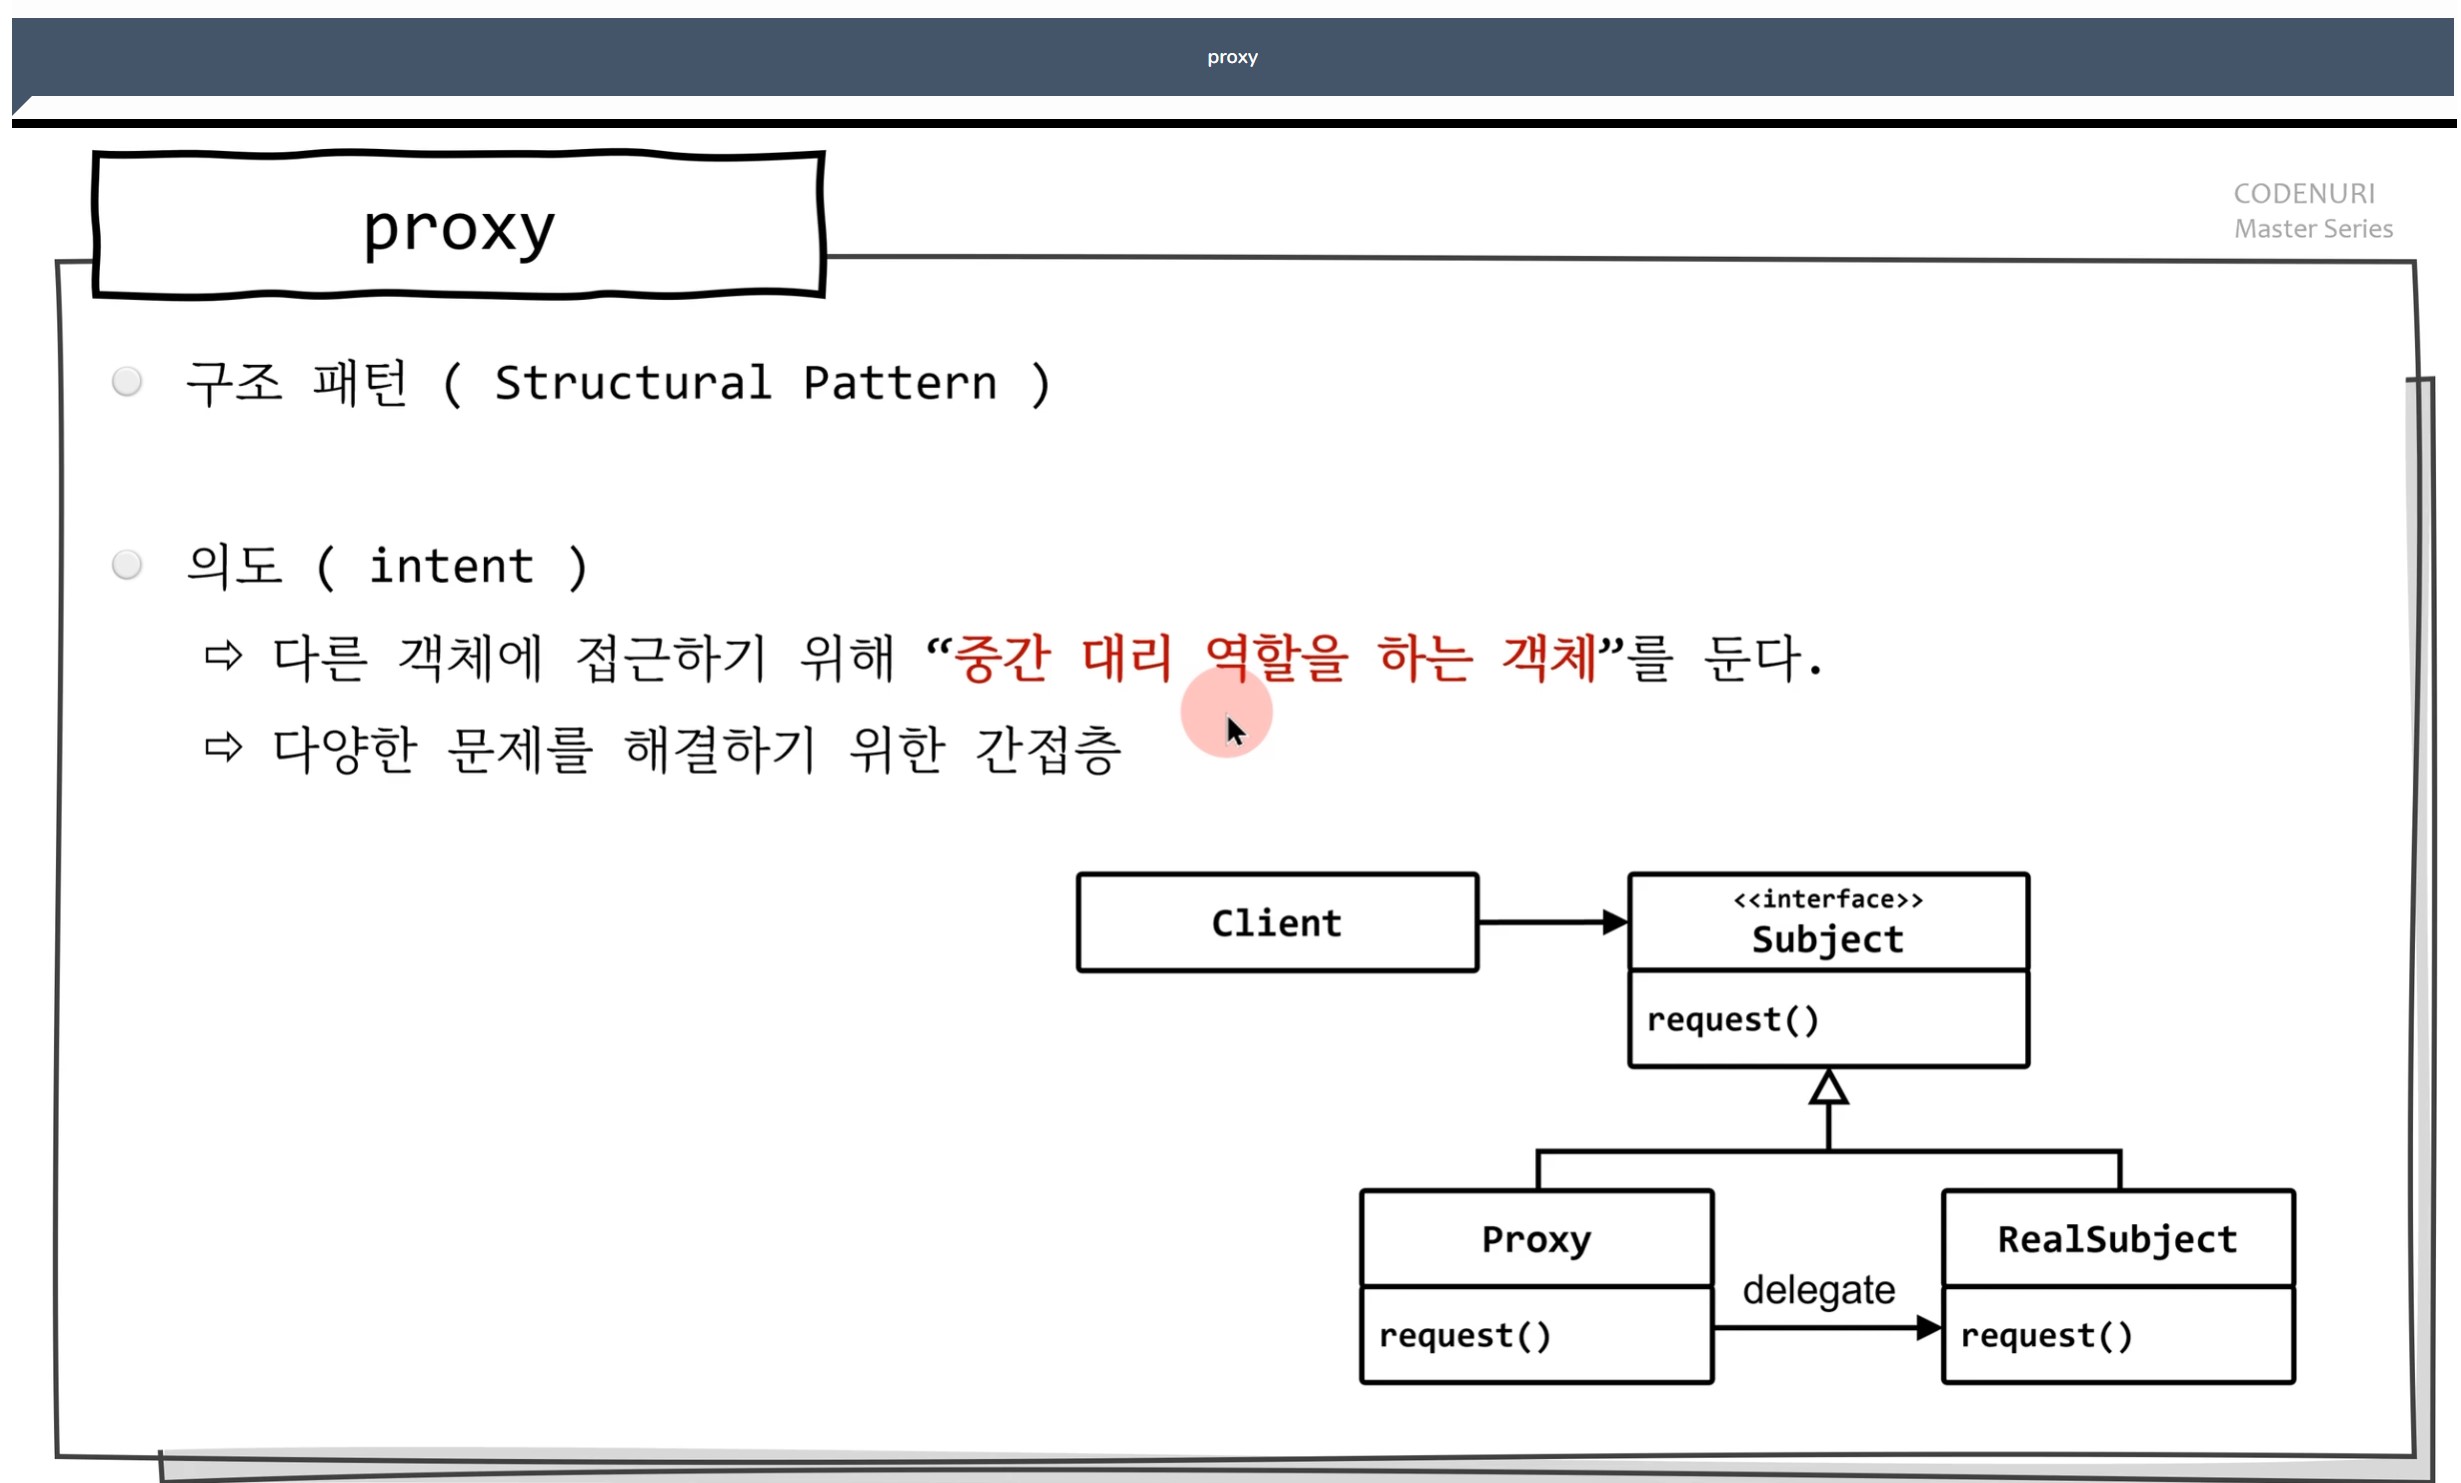 proxy
proxy
CODENURI
Master Series
구조 패턴 ( Structural Pattern )
의도 ( intent )
⇨ 다른 객체에 접근하기 위해 “중간 대리 역할을 하는 객체”를 둔다.
⇨ 다양한 문제를 해결하기 위한 간접층
Client
<<interface>>
Subject
request()
Proxy
request()
delegate
RealSubject
request()